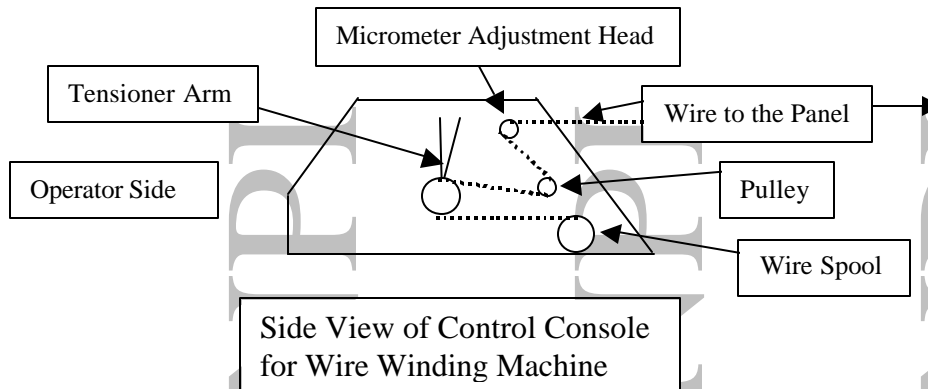 Micrometer Adjustment Head
Tensioner Arm
Wire to the Panel
Operator Side
Pulley
Wire Spool
Side View of Control Console
for Wire Winding Machine